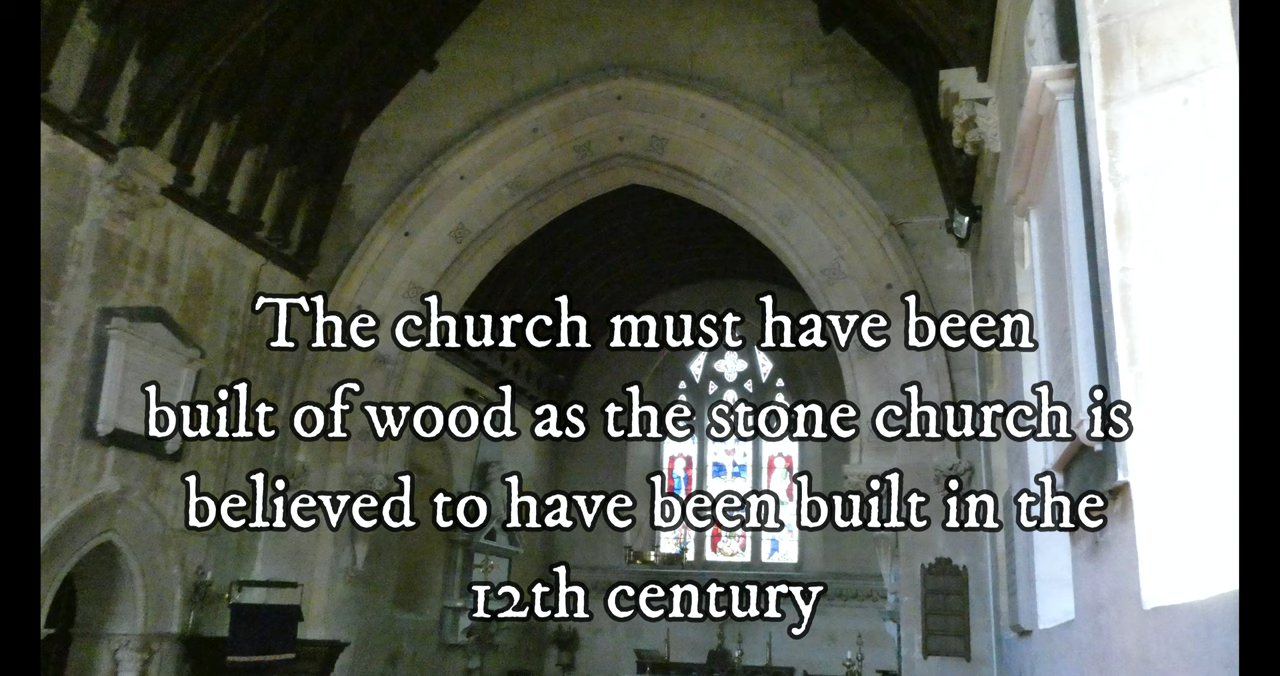 The church must have been
built of wood as the stone church is
believed to have been built in the
12th century